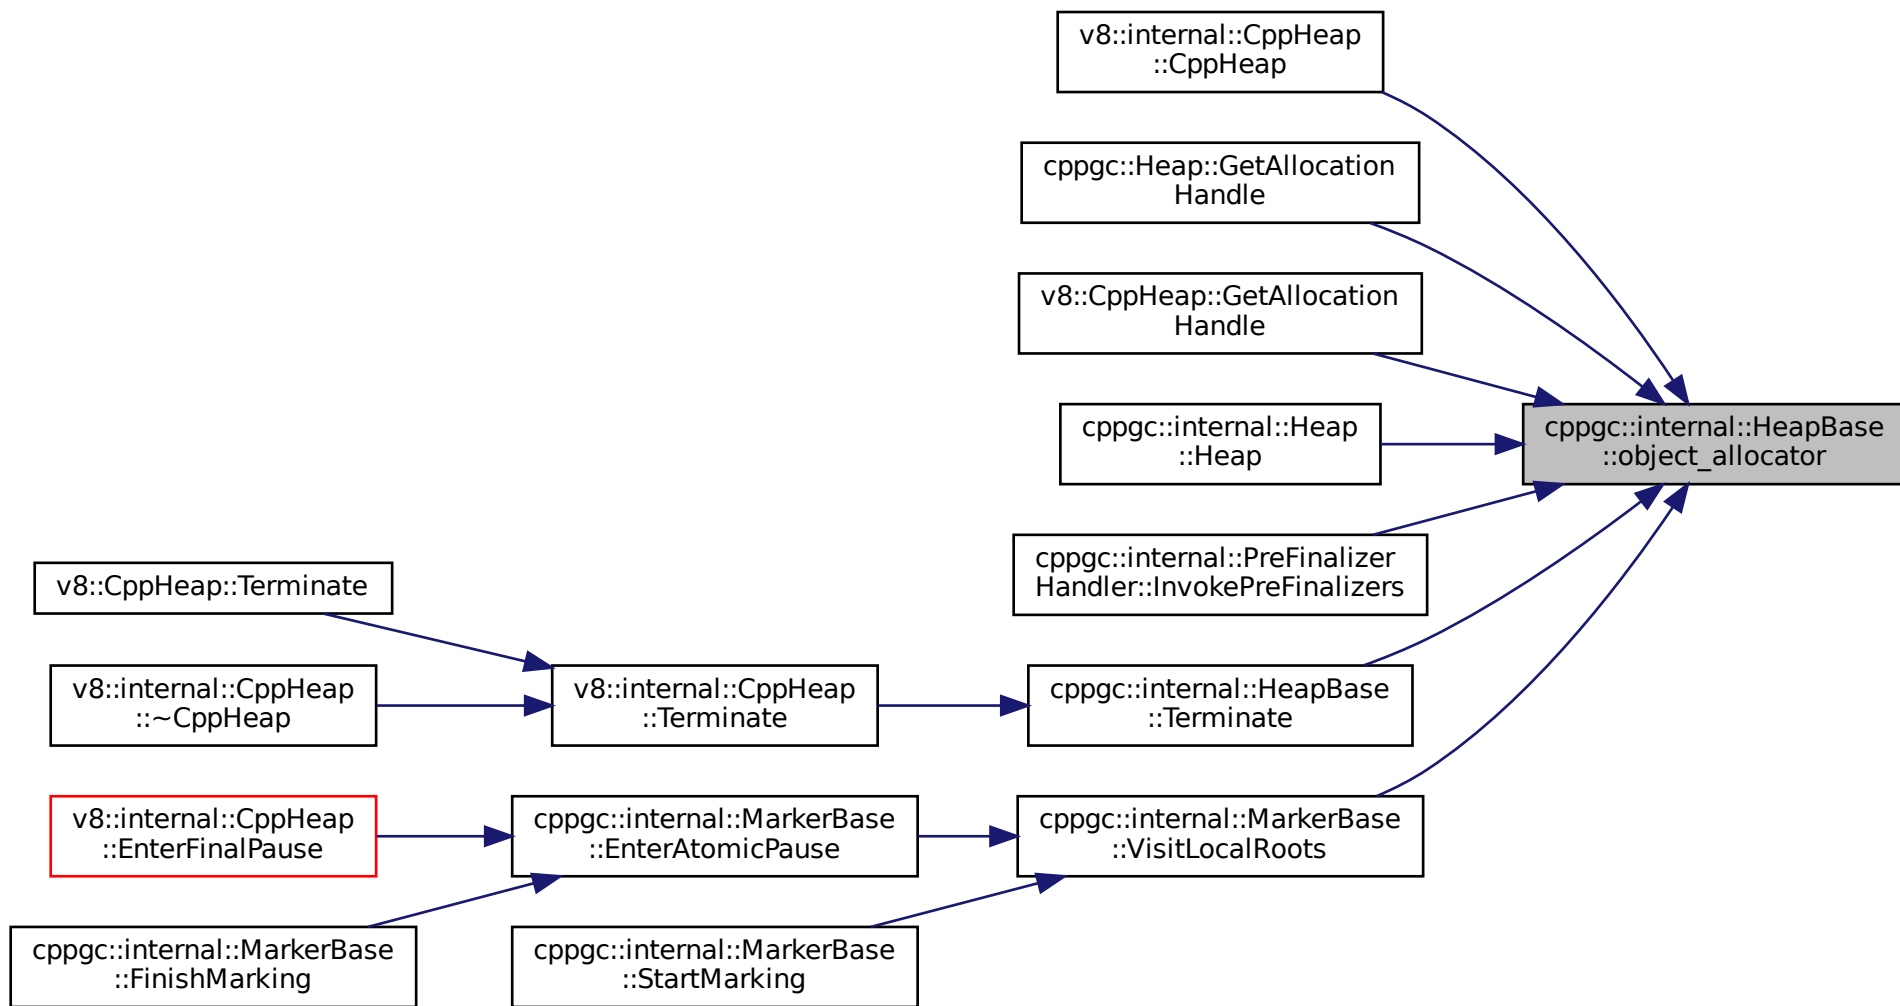 v8::internal::CppHeap
::CppHeap
cppgc::Heap::GetAllocation
Handle
v8::CppHeap::GetAllocation
Handle
cppgc::internal::Heap
::Heap
cppgc::internal::HeapBase
::object_allocator
cppgc::internal::PreFinalizer
Handler::InvokePreFinalizers
v8::CppHeap::Terminate
v8::internal::CppHeap
::~CppHeap
v8::internal::CppHeap
::Terminate
cppgc::internal::HeapBase
::Terminate
v8::internal::CppHeap
::EnterFinalPause
cppgc::internal::MarkerBase
::EnterAtomicPause
cppgc::internal::MarkerBase
::VisitLocalRoots
cppgc::internal::MarkerBase
::FinishMarking
cppgc::internal::MarkerBase
::StartMarking